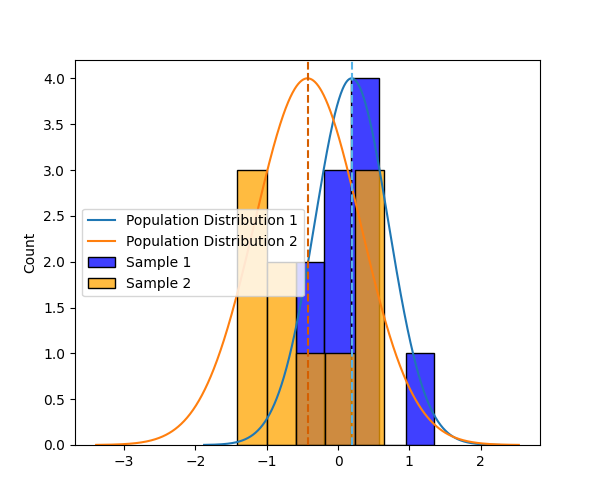 4.0
3.5
3.0
2.5
2.0
1.5
1.0
0.5
0.0
Count
Population Distribution 1
Population Distribution 2
Sample 1
Sample 2
−3 −2 −1 0 1 2